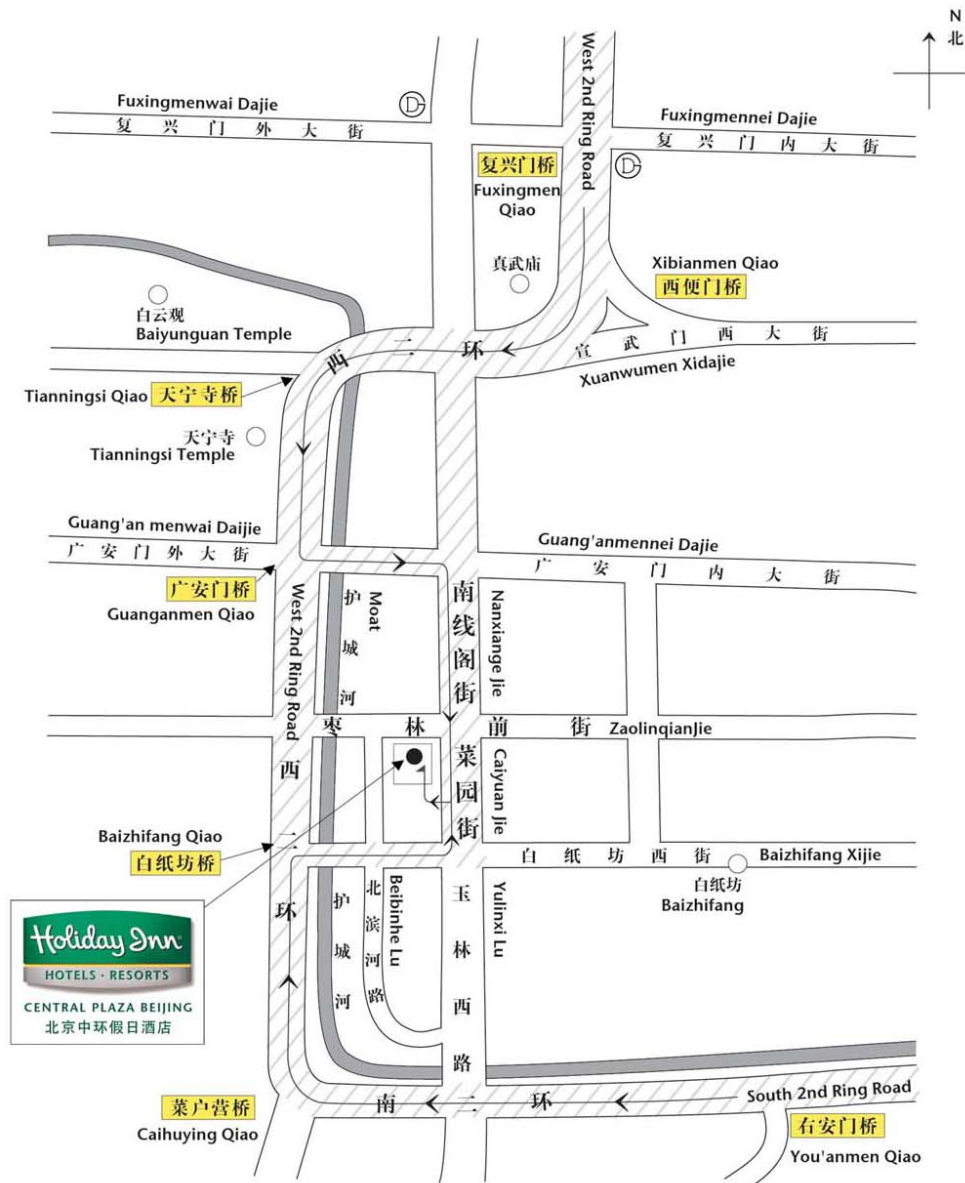 N
北
West 2nd Ring Road
Fuxingmenwai Dajie
复兴门外大街
Fuxingmennei Dajie
复兴门内大街
复兴门桥
Fuxingmen
Qiao
真武庙
Xibianmen Qiao
西便门桥
白云观
Baiyunguan Temple
西二环
宣武门西大街
Xuanwumen Xidajie
Tianningsi Qiao 天宁寺桥
天宁寺
Tianningsi Temple
Guang'an menwai Daijie
广安门外大街
Guang'anmennei Dajie
广安门内大街
广安门桥
Guanganmen Qiao
West 2nd Ring Road
护城河
Moat
南线阁街
Nanxiange Jie
枣林前街 ZaolinqianJie
西二环
菜园街
Caiyuan Jie
Baizhifang Qiao
白纸坊桥
白纸坊西街 Baizhifang Xijie
白纸坊
Baizhifang
护城河
北滨河路
Beibinhe Lu
玉林西路
Yulinxi Lu
Holiday Inn
HOTELS · RESORTS
CENTRAL PLAZA BEIJING
北京中环假日酒店
南二环
South 2nd Ring Road
菜户营桥
Caihuying Qiao
右安门桥
You'anmen Qiao